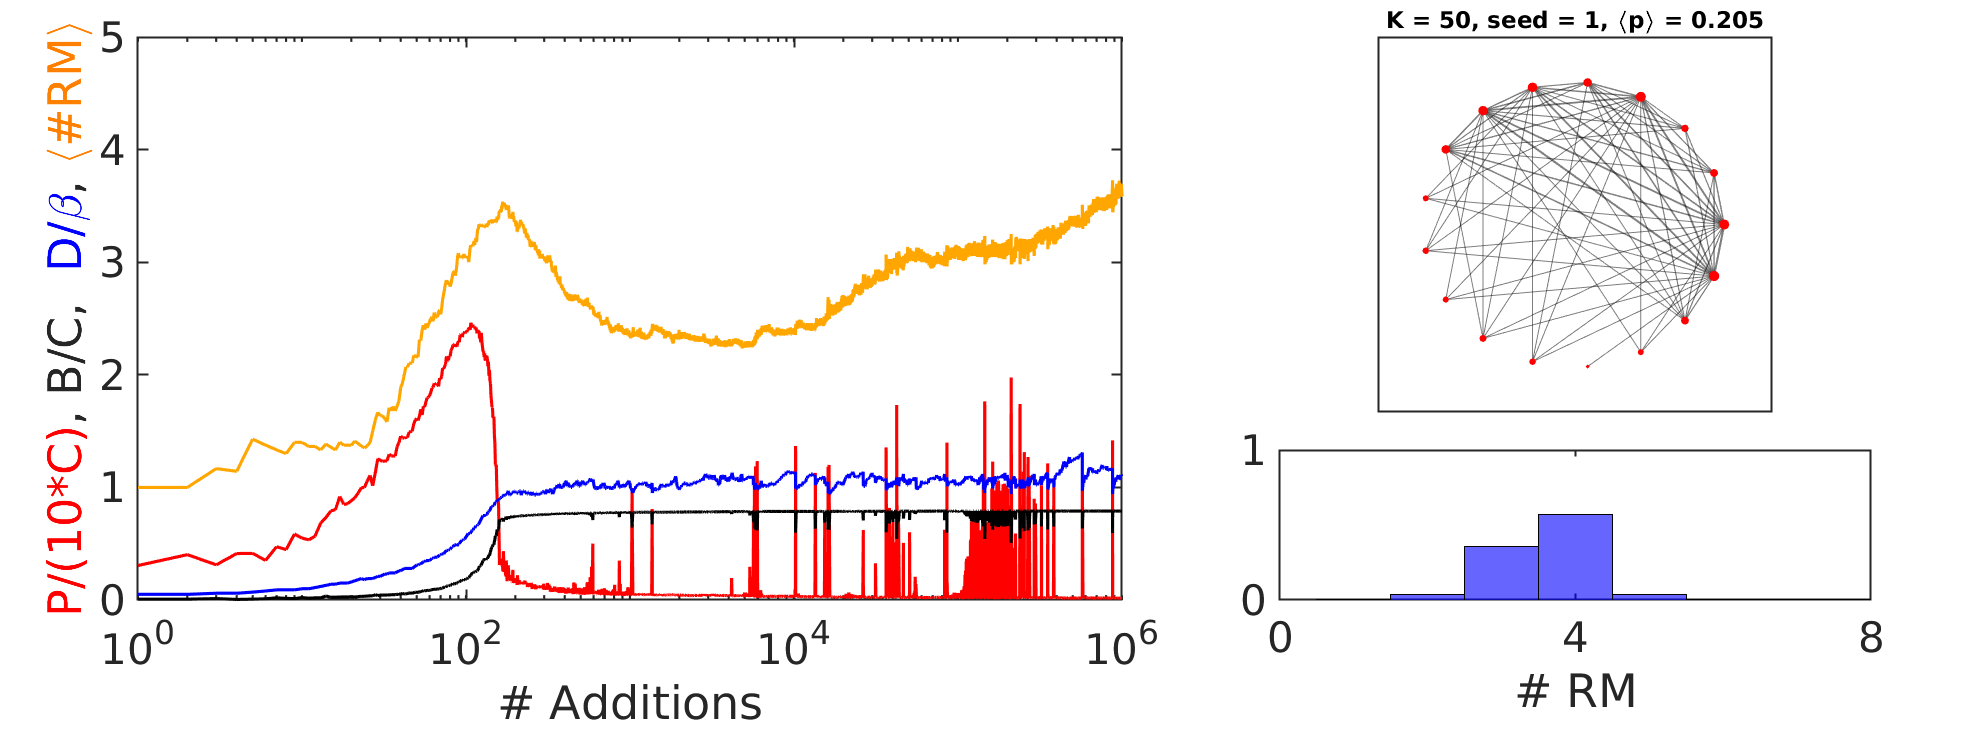 P/(10*C), B/C, D/β, ⟨#RM⟩
5
4
3
2
1
0
10^0 10^2 10^4 10^6
# Additions
K = 50, seed = 1, ⟨p⟩ = 0.205
1
0
0 4 8
# RM